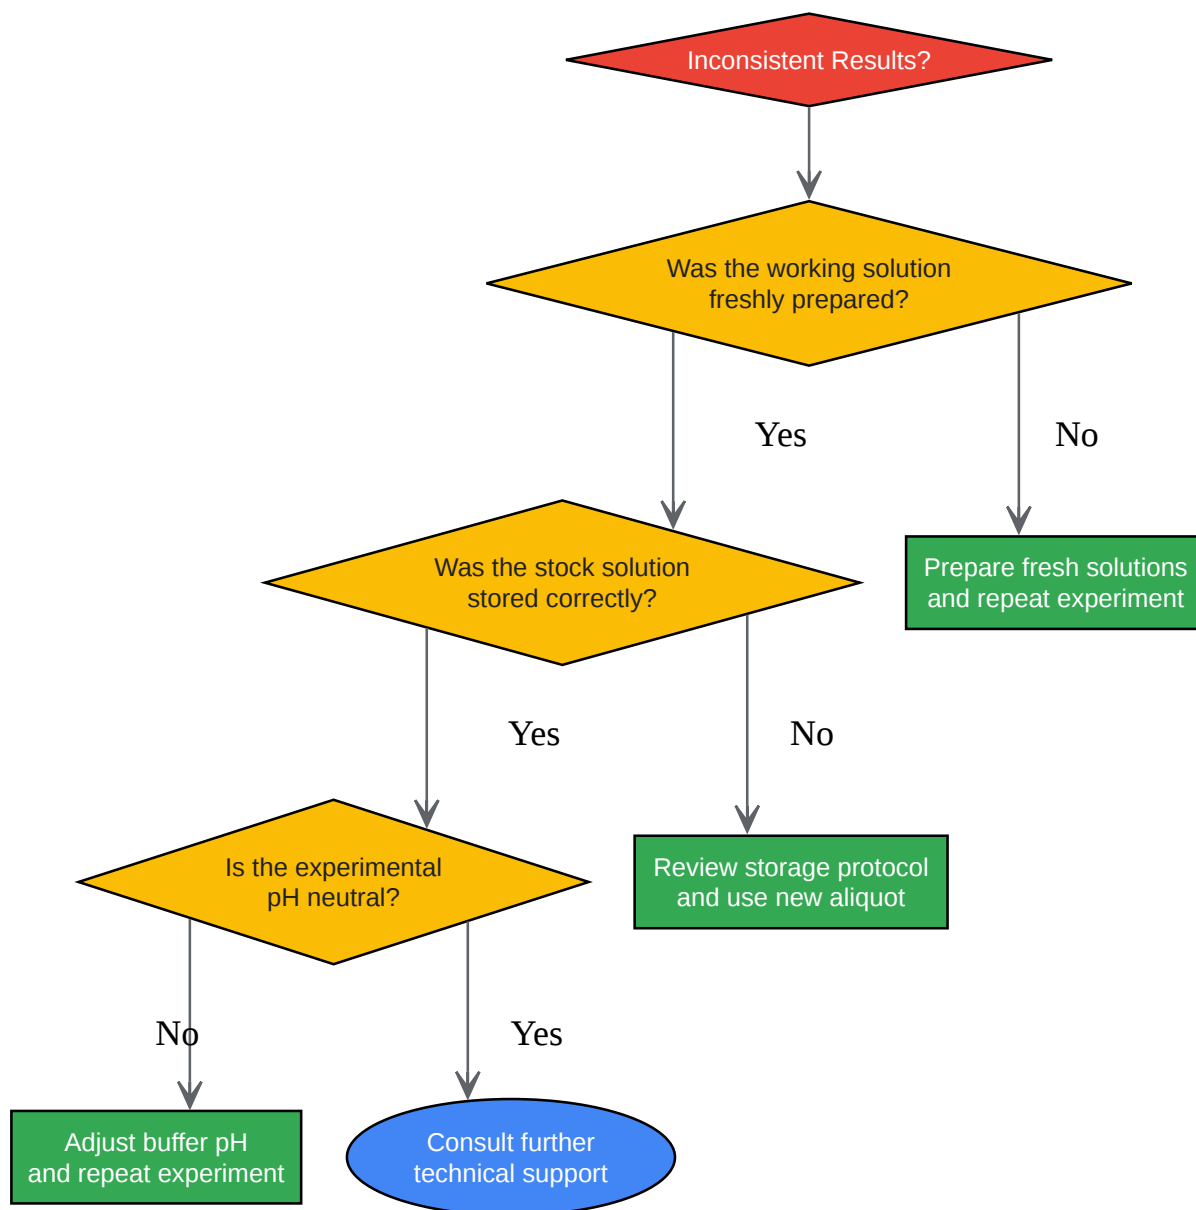 Inconsistent Results?
Was the working solution
freshly prepared?
Yes
No
Was the stock solution
stored correctly?
Prepare fresh solutions
and repeat experiment
Yes
No
Is the experimental
pH neutral?
Review storage protocol
and use new aliquot
No
Yes
Adjust buffer pH
and repeat experiment
Consult further
technical support